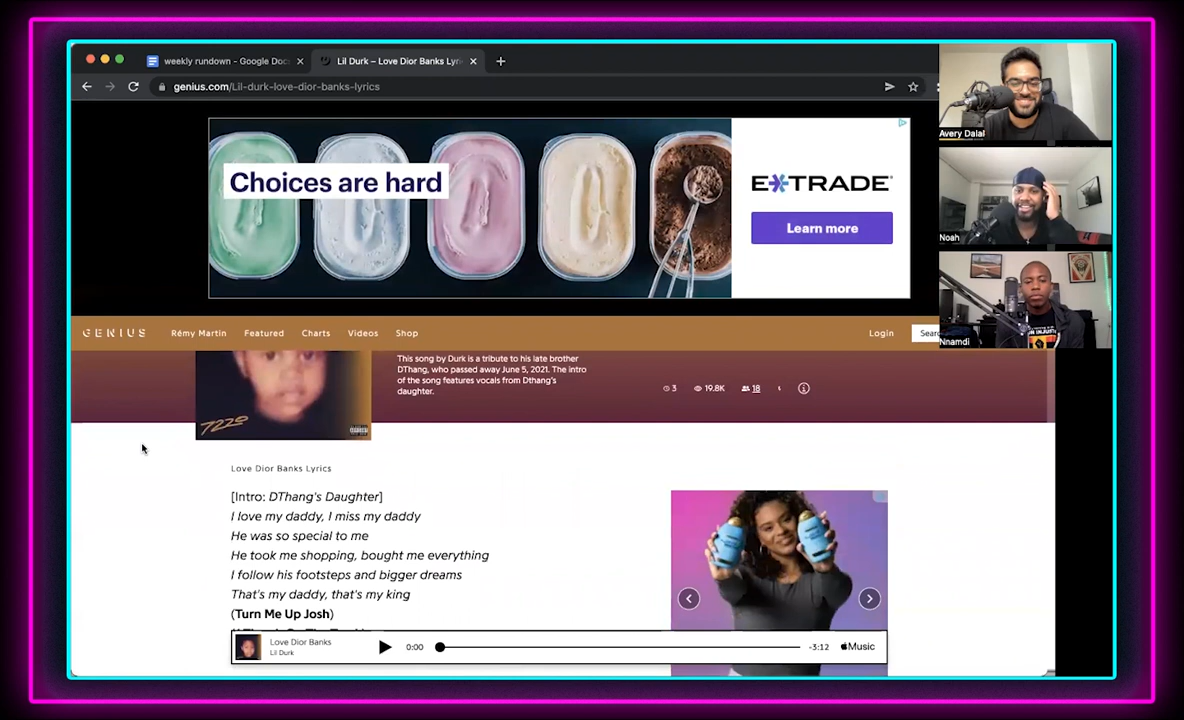 weekly rundown - Google Doc
Lil Durk – Love Dior Banks Lyri
genius.com/Lil-durk-love-dior-banks-lyrics
Avery Dalal
Noah
Nnamdi
Choices are hard
E*TRADE
Learn more
GENIUS
Rémy Martin
Featured
Charts
Videos
Shop
Login
Sear
This song by Durk is a tribute to his late brother
DThang, who passed away June 5, 2021. The intro
of the song features vocals from Dthang's
daughter.
3
19.8K
18
7220
Love Dior Banks Lyrics
[Intro: DThang's Daughter]
I love my daddy, I miss my daddy
He was so special to me
He took me shopping, bought me everything
I follow his footsteps and bigger dreams
That's my daddy, that's my king
(Turn Me Up Josh)
Love Dior Banks
Lil Durk
0:00
-3:12
Music